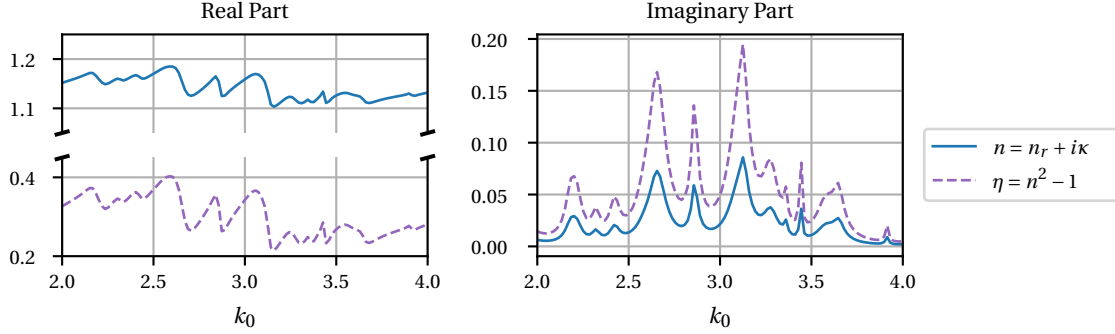 Real Part
1.2
1.1
0.4
0.2
2.0 2.5 3.0 3.5 4.0
k₀
Imaginary Part
0.20
0.15
0.10
0.05
0.00
2.0 2.5 3.0 3.5 4.0
k₀
n = nᵣ + iκ
η = n² − 1